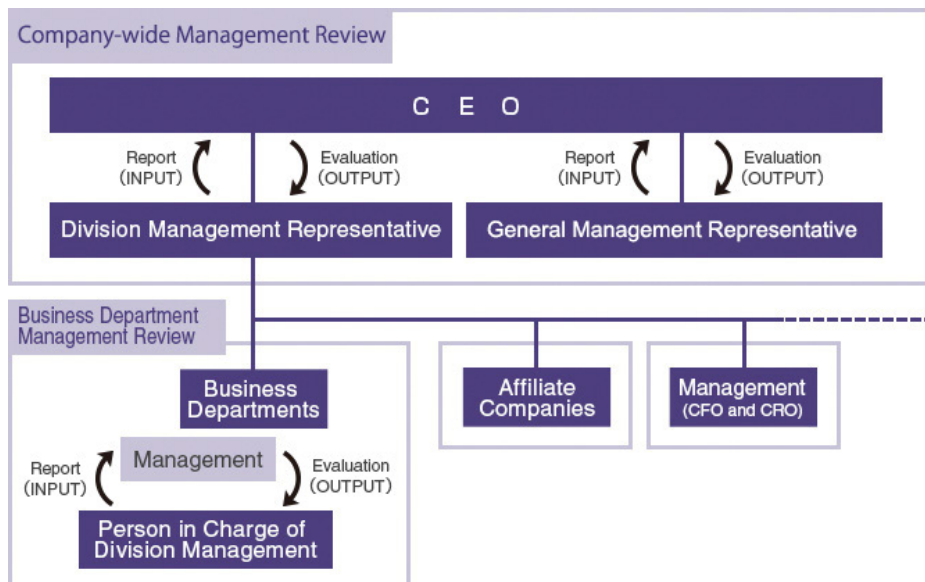 Company-wide Management Review
C E O
Report
(INPUT)
Evaluation
(OUTPUT)
Report
(INPUT)
Evaluation
(OUTPUT)
Division Management Representative
General Management Representative
Business Department
Management Review
Business
Departments
Affiliate
Companies
Management
(CFO and CRO)
Management
Report
(INPUT)
Evaluation
(OUTPUT)
Person in Charge of
Division Management